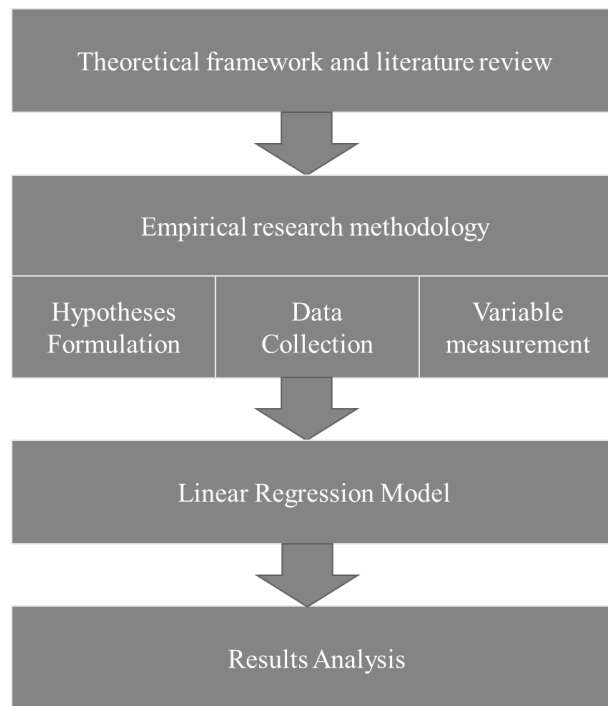 Theoretical framework and literature review
Empirical research methodology
Hypotheses
Formulation
Data
Collection
Variable
measurement
Linear Regression Model
Results Analysis